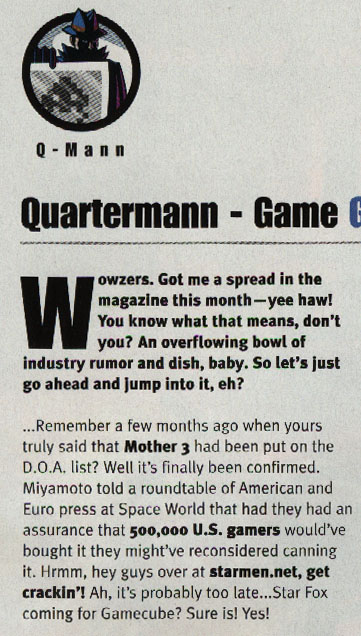 Q-Mann
Quartermann - Game
Wowzers. Got me a spread in the
magazine this month—yee haw!
You know what that means, don't
you? An overflowing bowl of
industry rumor and dish, baby. So let's just
go ahead and jump into it, eh?
...Remember a few months ago when yours
truly said that Mother 3 had been put on the
D.O.A. list? Well it's finally been confirmed.
Miyamoto told a roundtable of American and
Euro press at Space World that had they had an
assurance that 500,000 U.S. gamers would've
bought it they might've reconsidered canning
it. Hrmm, hey guys over at starmen.net, get
crackin'! Ah, it's probably too late...Star Fox
coming for Gamecube? Sure is! Yes!